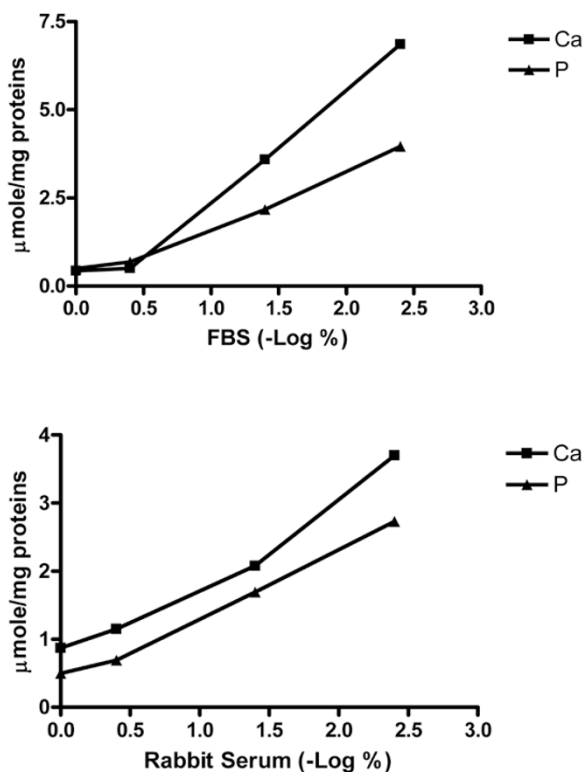 7.5
5.0
2.5
0.0
μmole/mg proteins
0.0 0.5 1.0 1.5 2.0 2.5 3.0
FBS (-Log %)
Ca
P
4
3
2
1
0
μmole/mg proteins
0.0 0.5 1.0 1.5 2.0 2.5 3.0
Rabbit Serum (-Log %)
Ca
P